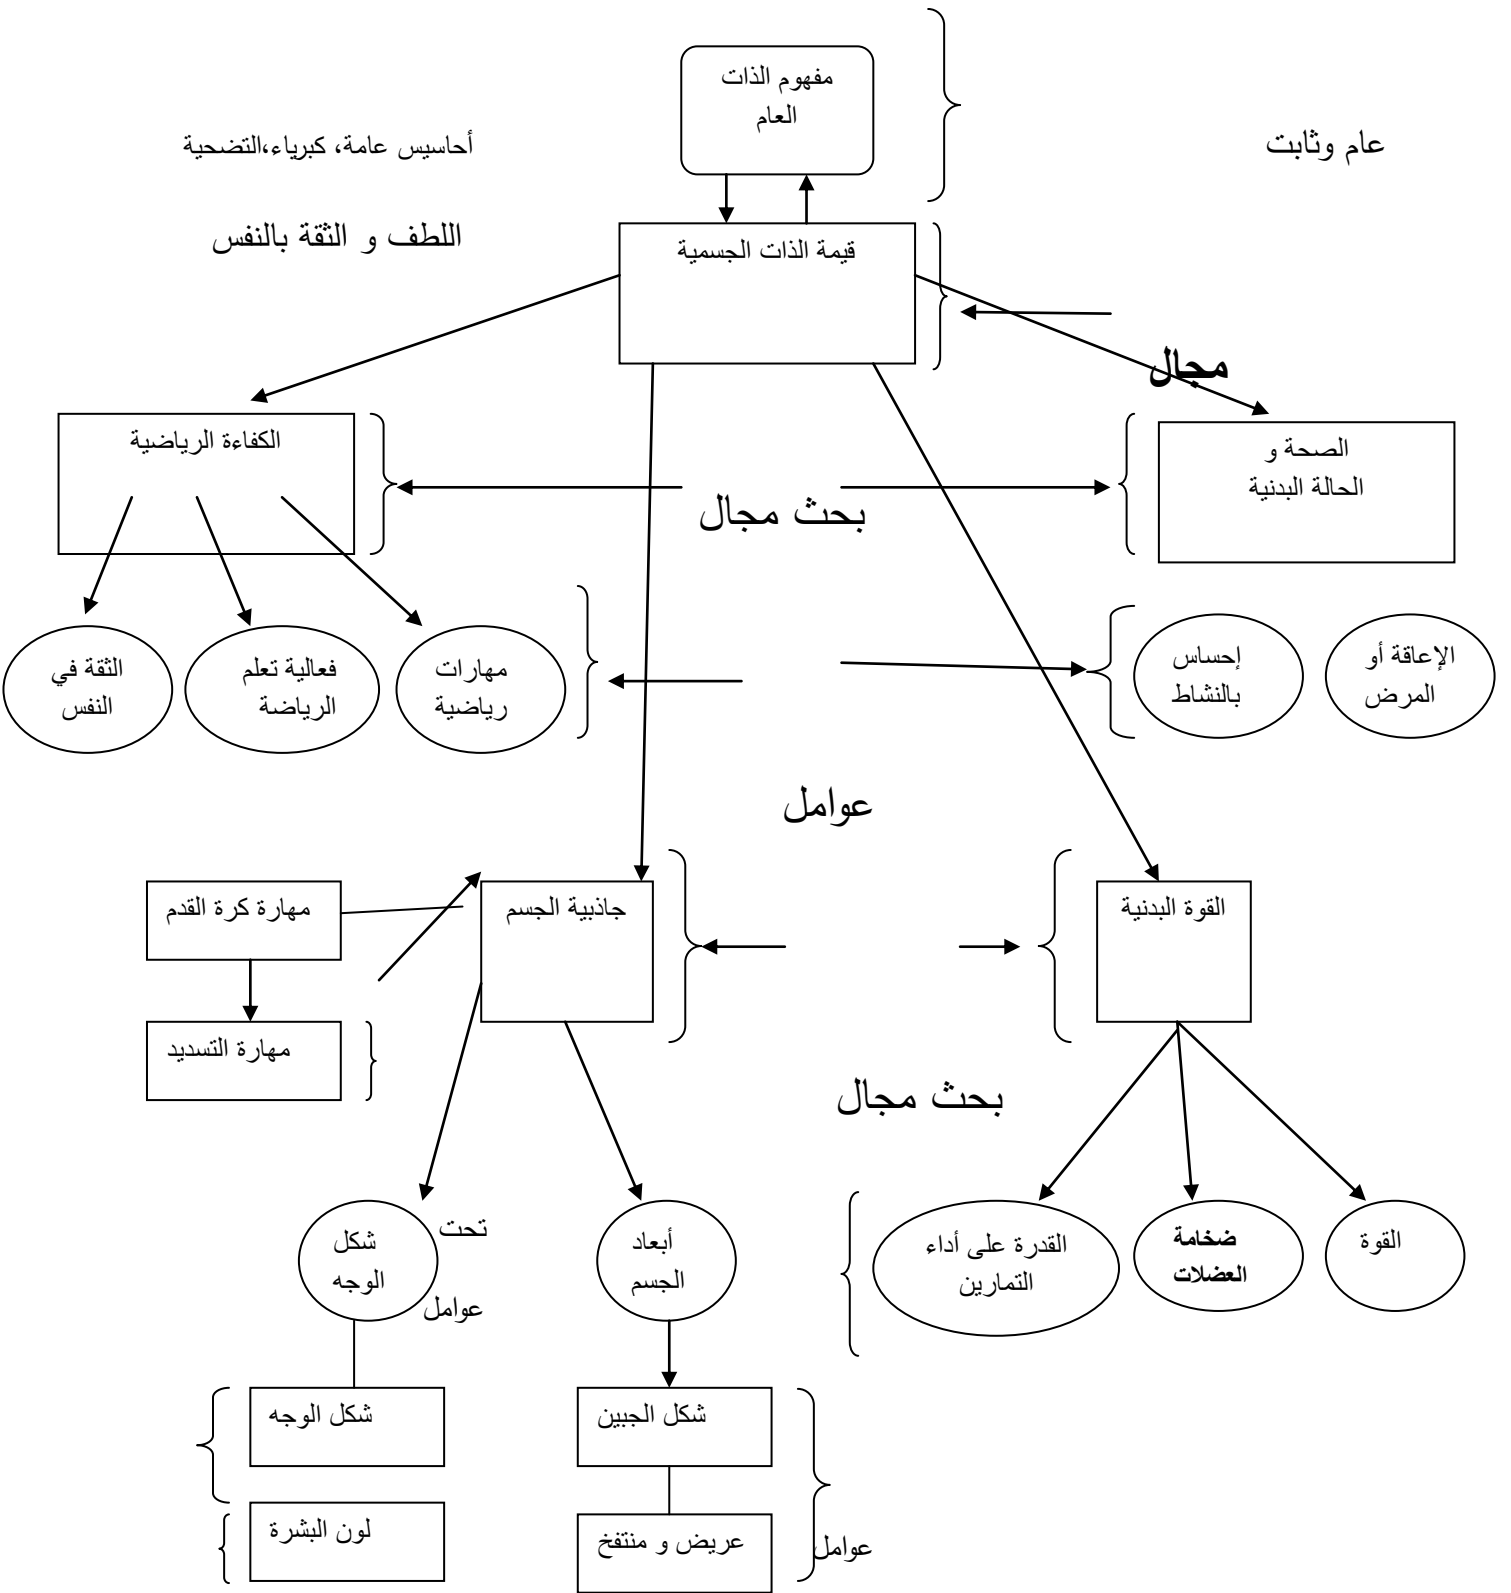 مفهوم الذات
العام
أحاسيس عامة، كبرياء،التضحية
عام وثابت
اللطف و الثقة بالنفس
قيمة الذات الجسمية
مجال
الكفاءة الرياضية
الصحة و
الحالة البدنية
بحث مجال
الثقة في
النفس
فعالية تعلم
الرياضة
مهارات
رياضية
إحساس
بالنشاط
الإعاقة أو
المرض
عوامل
مهارة كرة القدم
جاذبية الجسم
القوة البدنية
مهارة التسديد
بحث مجال
تحت
عوامل
شكل
الوجه
أبعاد
الجسم
القدرة على أداء
التمارين
ضخامة
العضلات
القوة
شكل الوجه
شكل الجبين
لون البشرة
عريض و منتفخ
عوامل